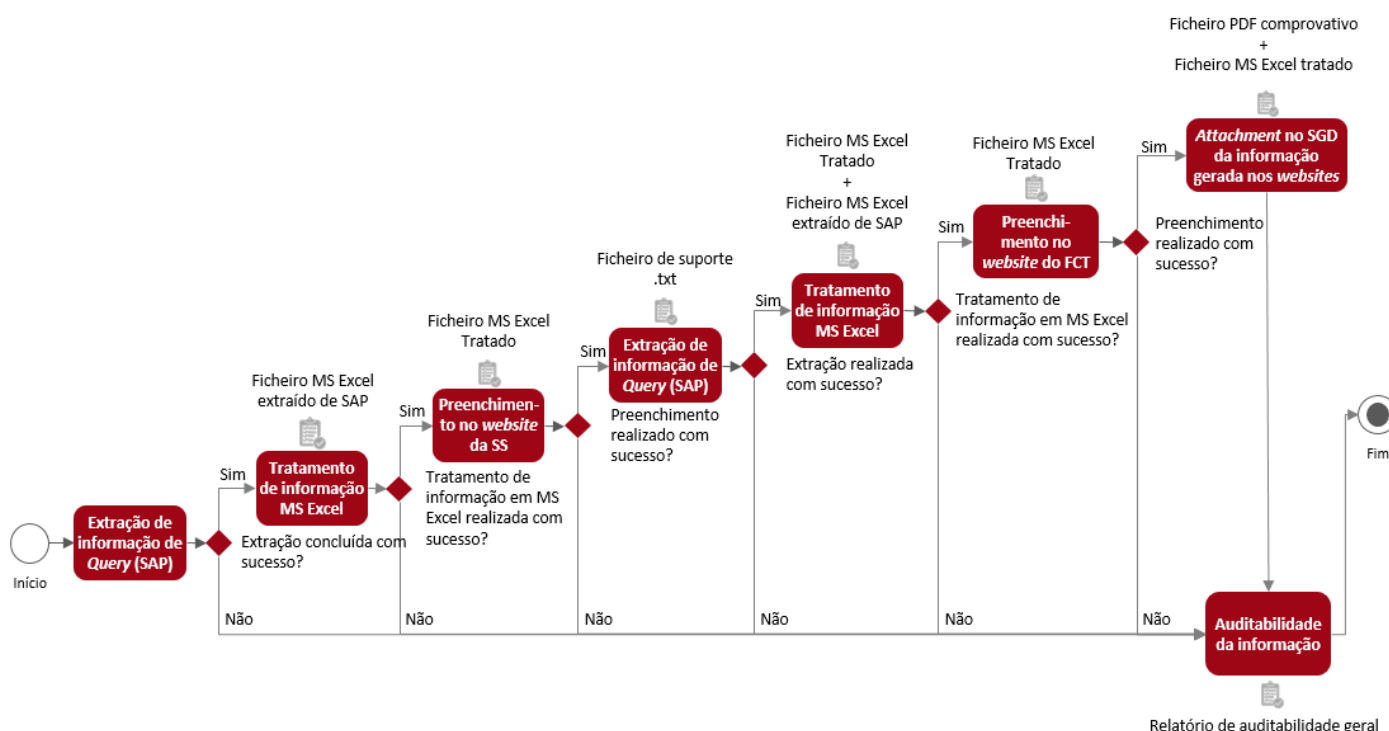 Início
Extração de
informação de
Query (SAP)
Extração concluída com
sucesso?
Sim
Não
Ficheiro MS Excel
extraído de SAP
Tratamento
de informação
MS Excel
Tratamento de
informação em MS
Excel realizada com
sucesso?
Sim
Não
Ficheiro MS Excel
Tratado
Preenchimen-
to no website
da SS
Preenchimento
realizado com
sucesso?
Sim
Não
Ficheiro de suporte
.txt
Extração de
informação de
Query (SAP)
Extração realizada
com sucesso?
Sim
Não
Ficheiro MS Excel
Tratado
+
Ficheiro MS Excel
extraído de SAP
Tratamento
de informação
MS Excel
Tratamento de
informação em MS Excel
realizada com sucesso?
Sim
Não
Ficheiro MS Excel
Tratado
Preenchi-
mento no
website do FCT
Preenchimento
realizado com
sucesso?
Sim
Não
Ficheiro PDF comprovativo
+
Ficheiro MS Excel tratado
Attachment no SGD
da informação
gerada nos websites
Auditabilidade
da informação
Relatório de auditabilidade geral
Fim